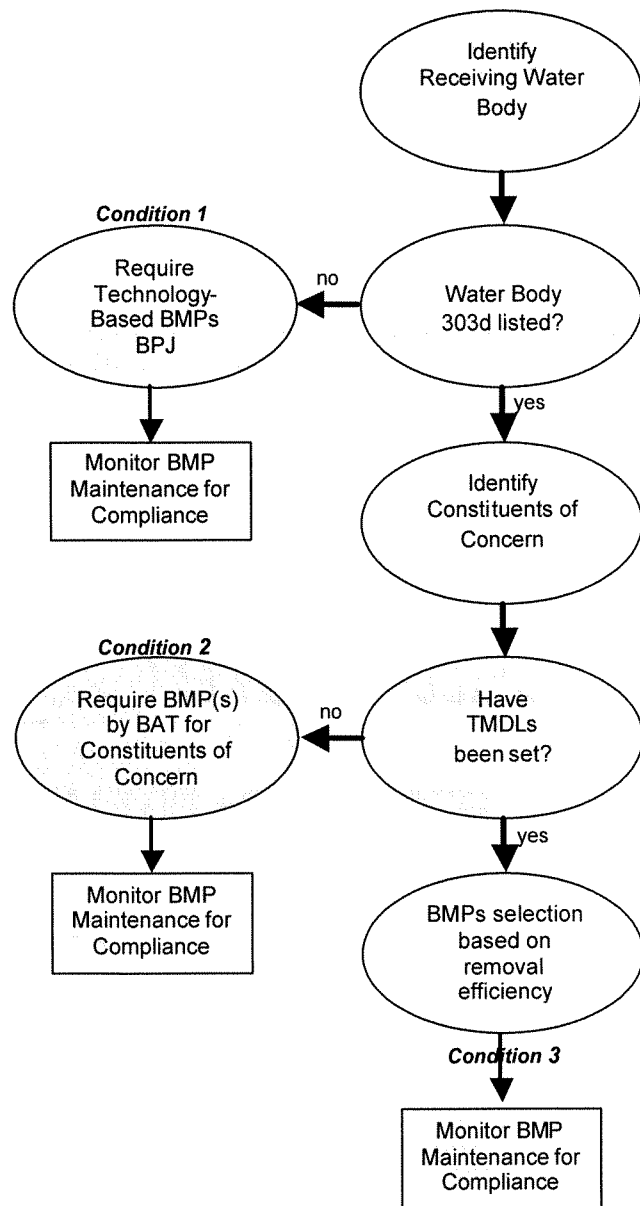 Identify
Receiving Water
Body
Condition 1
Require
Technology-
Based BMPs
BPJ
no
Water Body
303d listed?
yes
Monitor BMP
Maintenance for
Compliance
Identify
Constituents of
Concern
Condition 2
Require BMP(s)
by BAT for
Constituents of
Concern
no
Have
TMDLs
been set?
yes
Monitor BMP
Maintenance for
Compliance
BMPs selection
based on
removal
efficiency
Condition 3
Monitor BMP
Maintenance for
Compliance